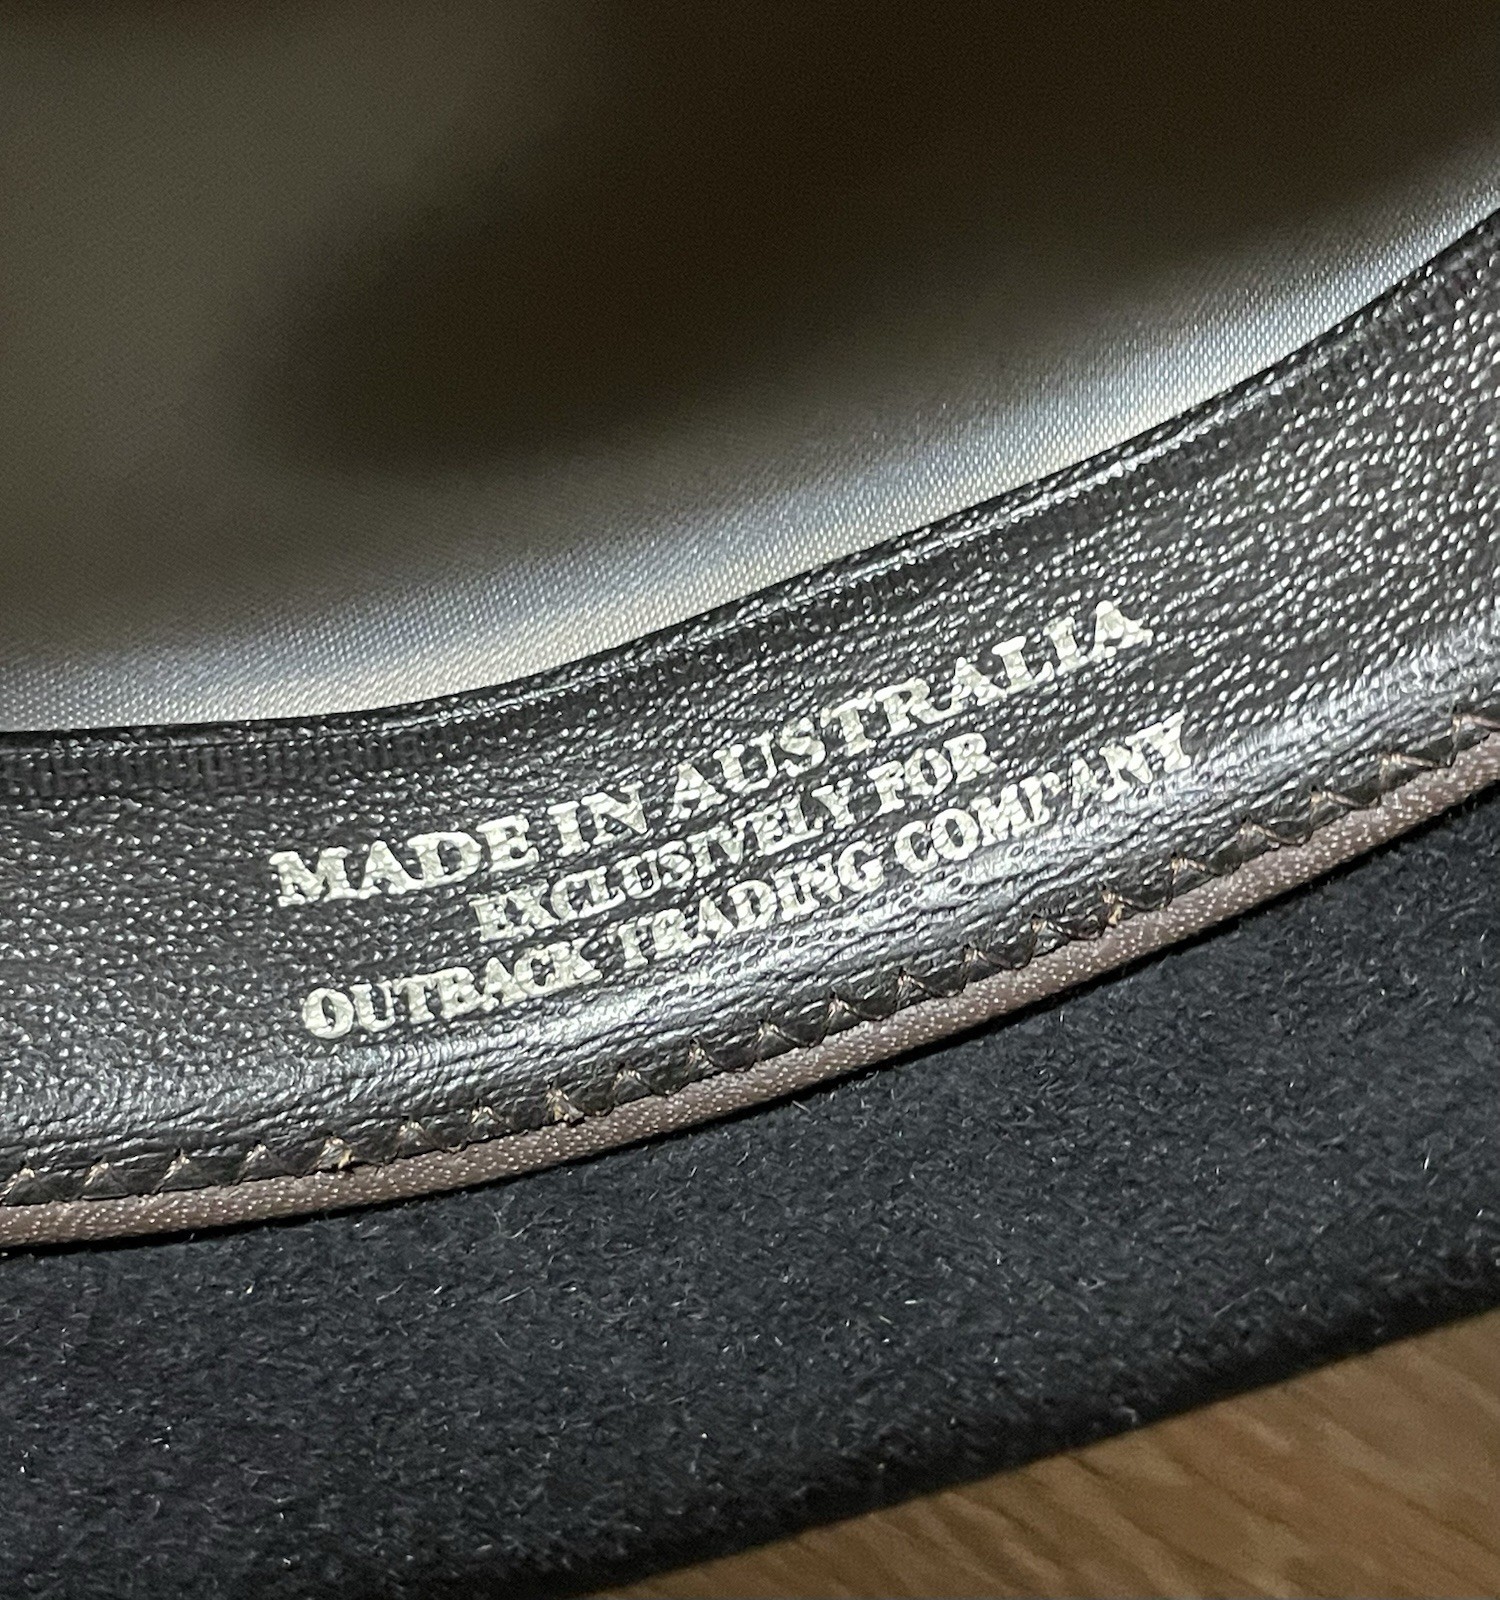 MADE IN AUSTRALIA
EXCLUSIVELY FOR
OUTBACK TRADING COMPANY